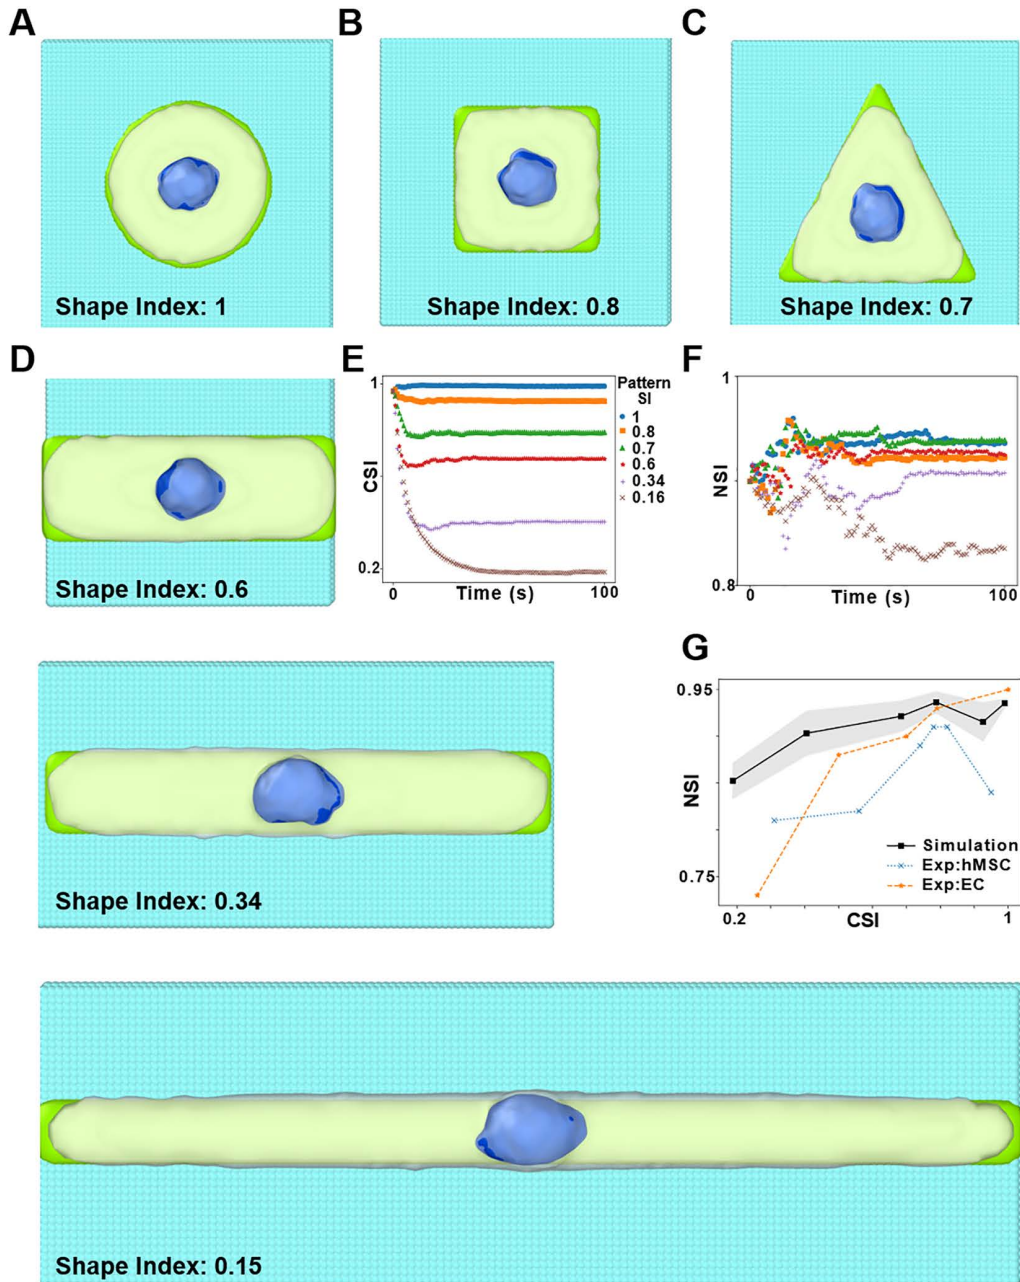 A
B
C
Shape Index: 1
Shape Index: 0.8
Shape Index: 0.7
D
Shape Index: 0.6
E
1
CSI
0.2
0
Time (s)
100
Pattern
SI
1
0.8
0.7
0.6
0.34
0.16
F
1
NSI
0.8
0
Time (s)
100
Shape Index: 0.34
G
0.95
NSI
0.75
Simulation
Exp:hMSC
Exp:EC
0.2
CSI
1
Shape Index: 0.15